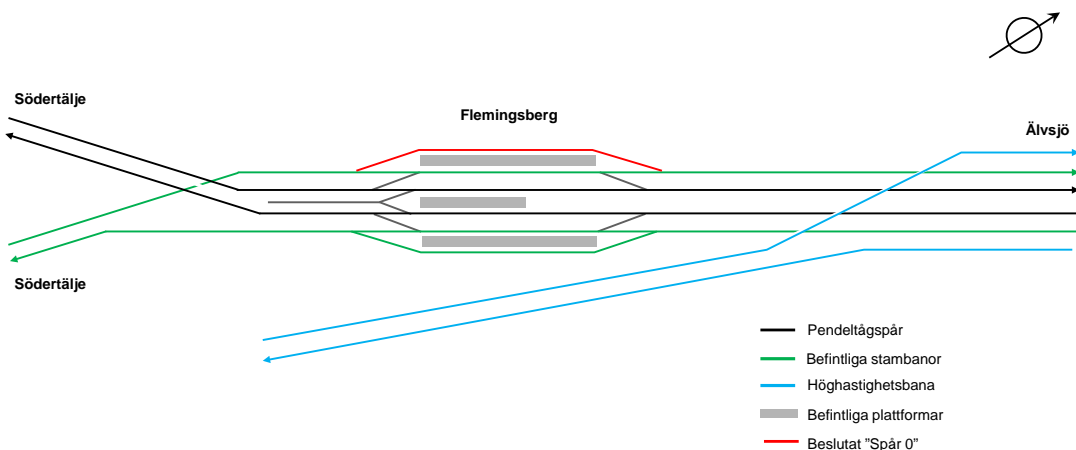 Södertälje
Flemingsberg
Älvsjö
Södertälje
Pendeltågspår
Befintliga stambanor
Höghastighetsbana
Befintliga plattformar
Beslutat ”Spår 0”